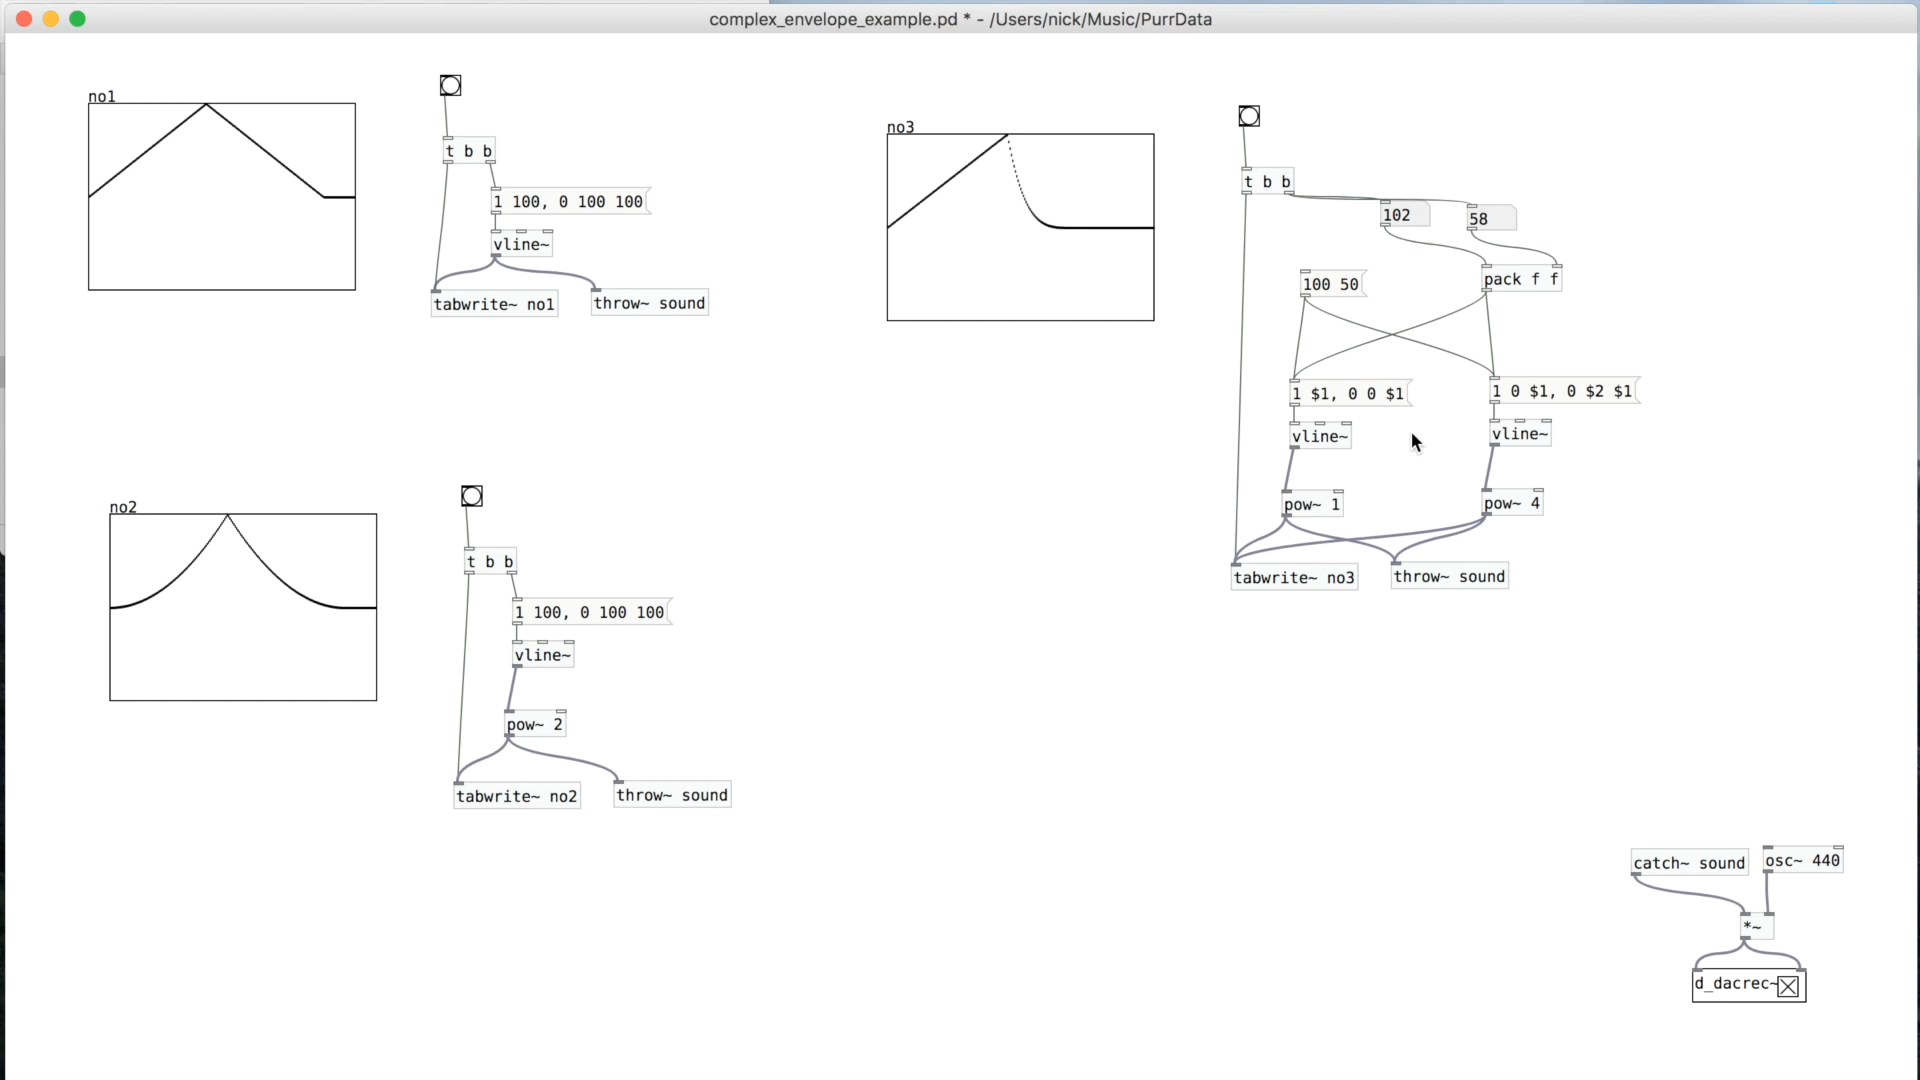 complex_envelope_example.pd * - /Users/nick/Music/PurrData
no1
t b b
1 100, 0 100 100
vline~
tabwrite~ no1
throw~ sound
no3
t b b
102
58
100 50
pack f f
1 $1, 0 0 $1
1 0 $1, 0 $2 $1
vline~
vline~
pow~ 1
pow~ 4
tabwrite~ no3
throw~ sound
no2
t b b
1 100, 0 100 100
vline~
pow~ 2
tabwrite~ no2
throw~ sound
catch~ sound
osc~ 440
*~
d_dacrec~